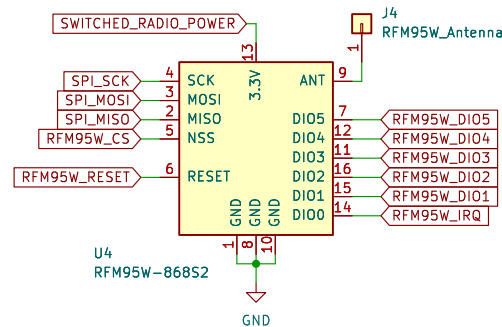 SWITCHED_RADIO_POWER
J4
RFM95W_Antenna
1
13
3.3V
SPI_SCK 4 SCK
ANT 9
SPI_MOSI 3 MOSI
SPI_MISO 2 MISO
DIO5 7 RFM95W_DIO5
RFM95W_CS 5 NSS
DIO4 12 RFM95W_DIO4
DIO3 11 RFM95W_DIO3
RFM95W_RESET 6 RESET
DIO2 16 RFM95W_DIO2
DIO1 15 RFM95W_DIO1
DIO0 14 RFM95W_IRQ
GND GND GND
1 8 10
U4
RFM95W-868S2
GND